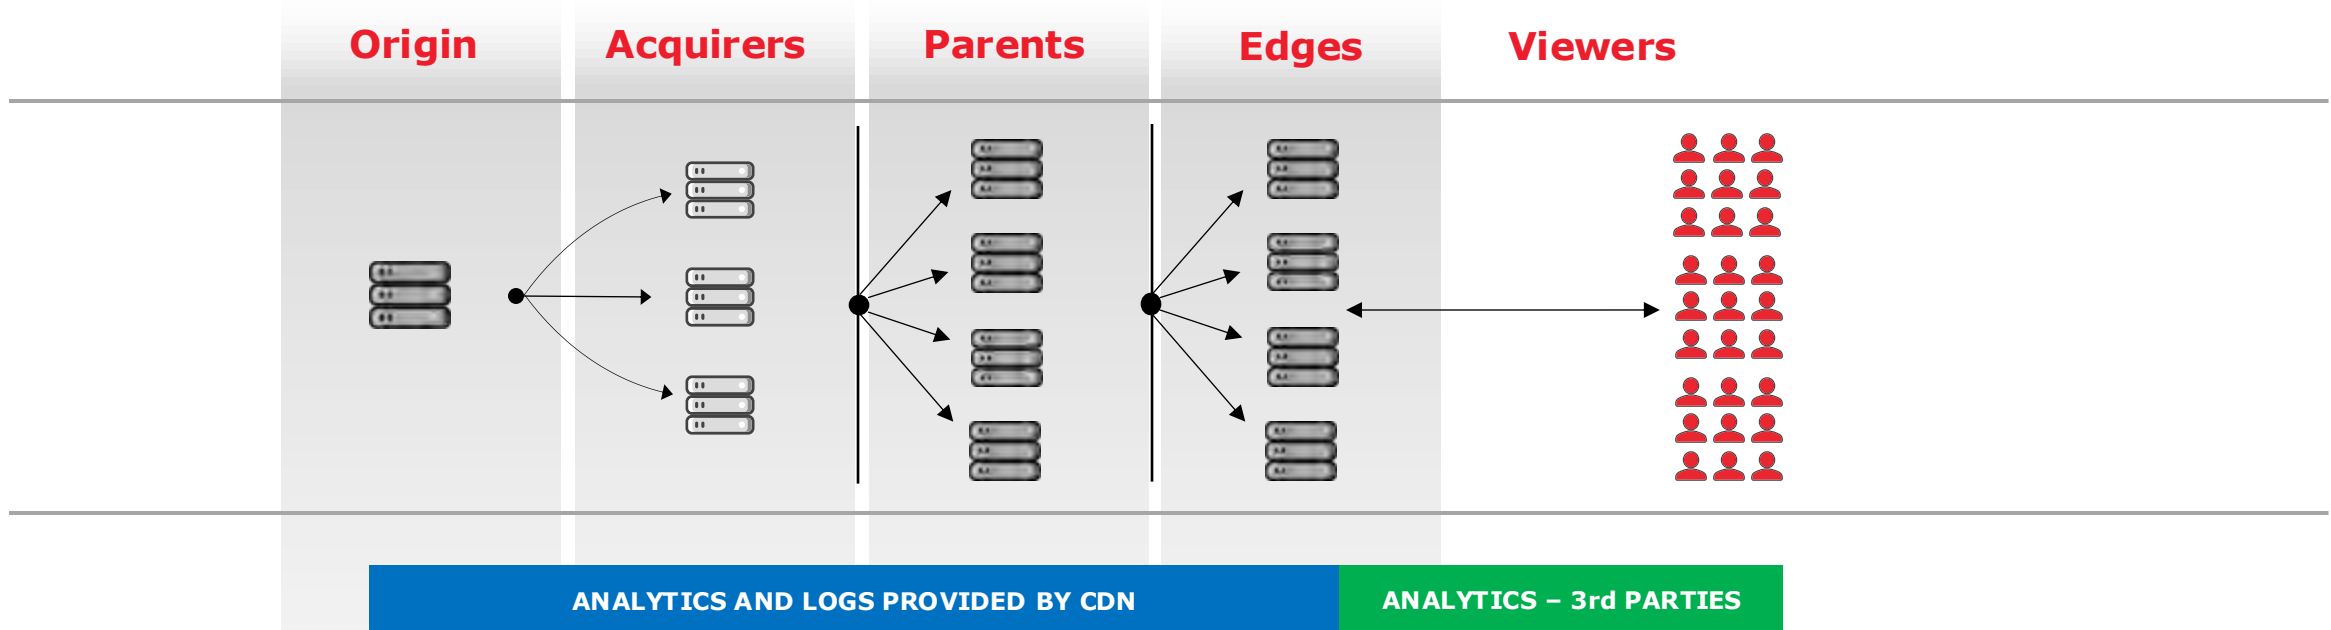 Origin
Acquirers
Parents
Edges
Viewers
ANALYTICS AND LOGS PROVIDED BY CDN
ANALYTICS – 3rd PARTIES